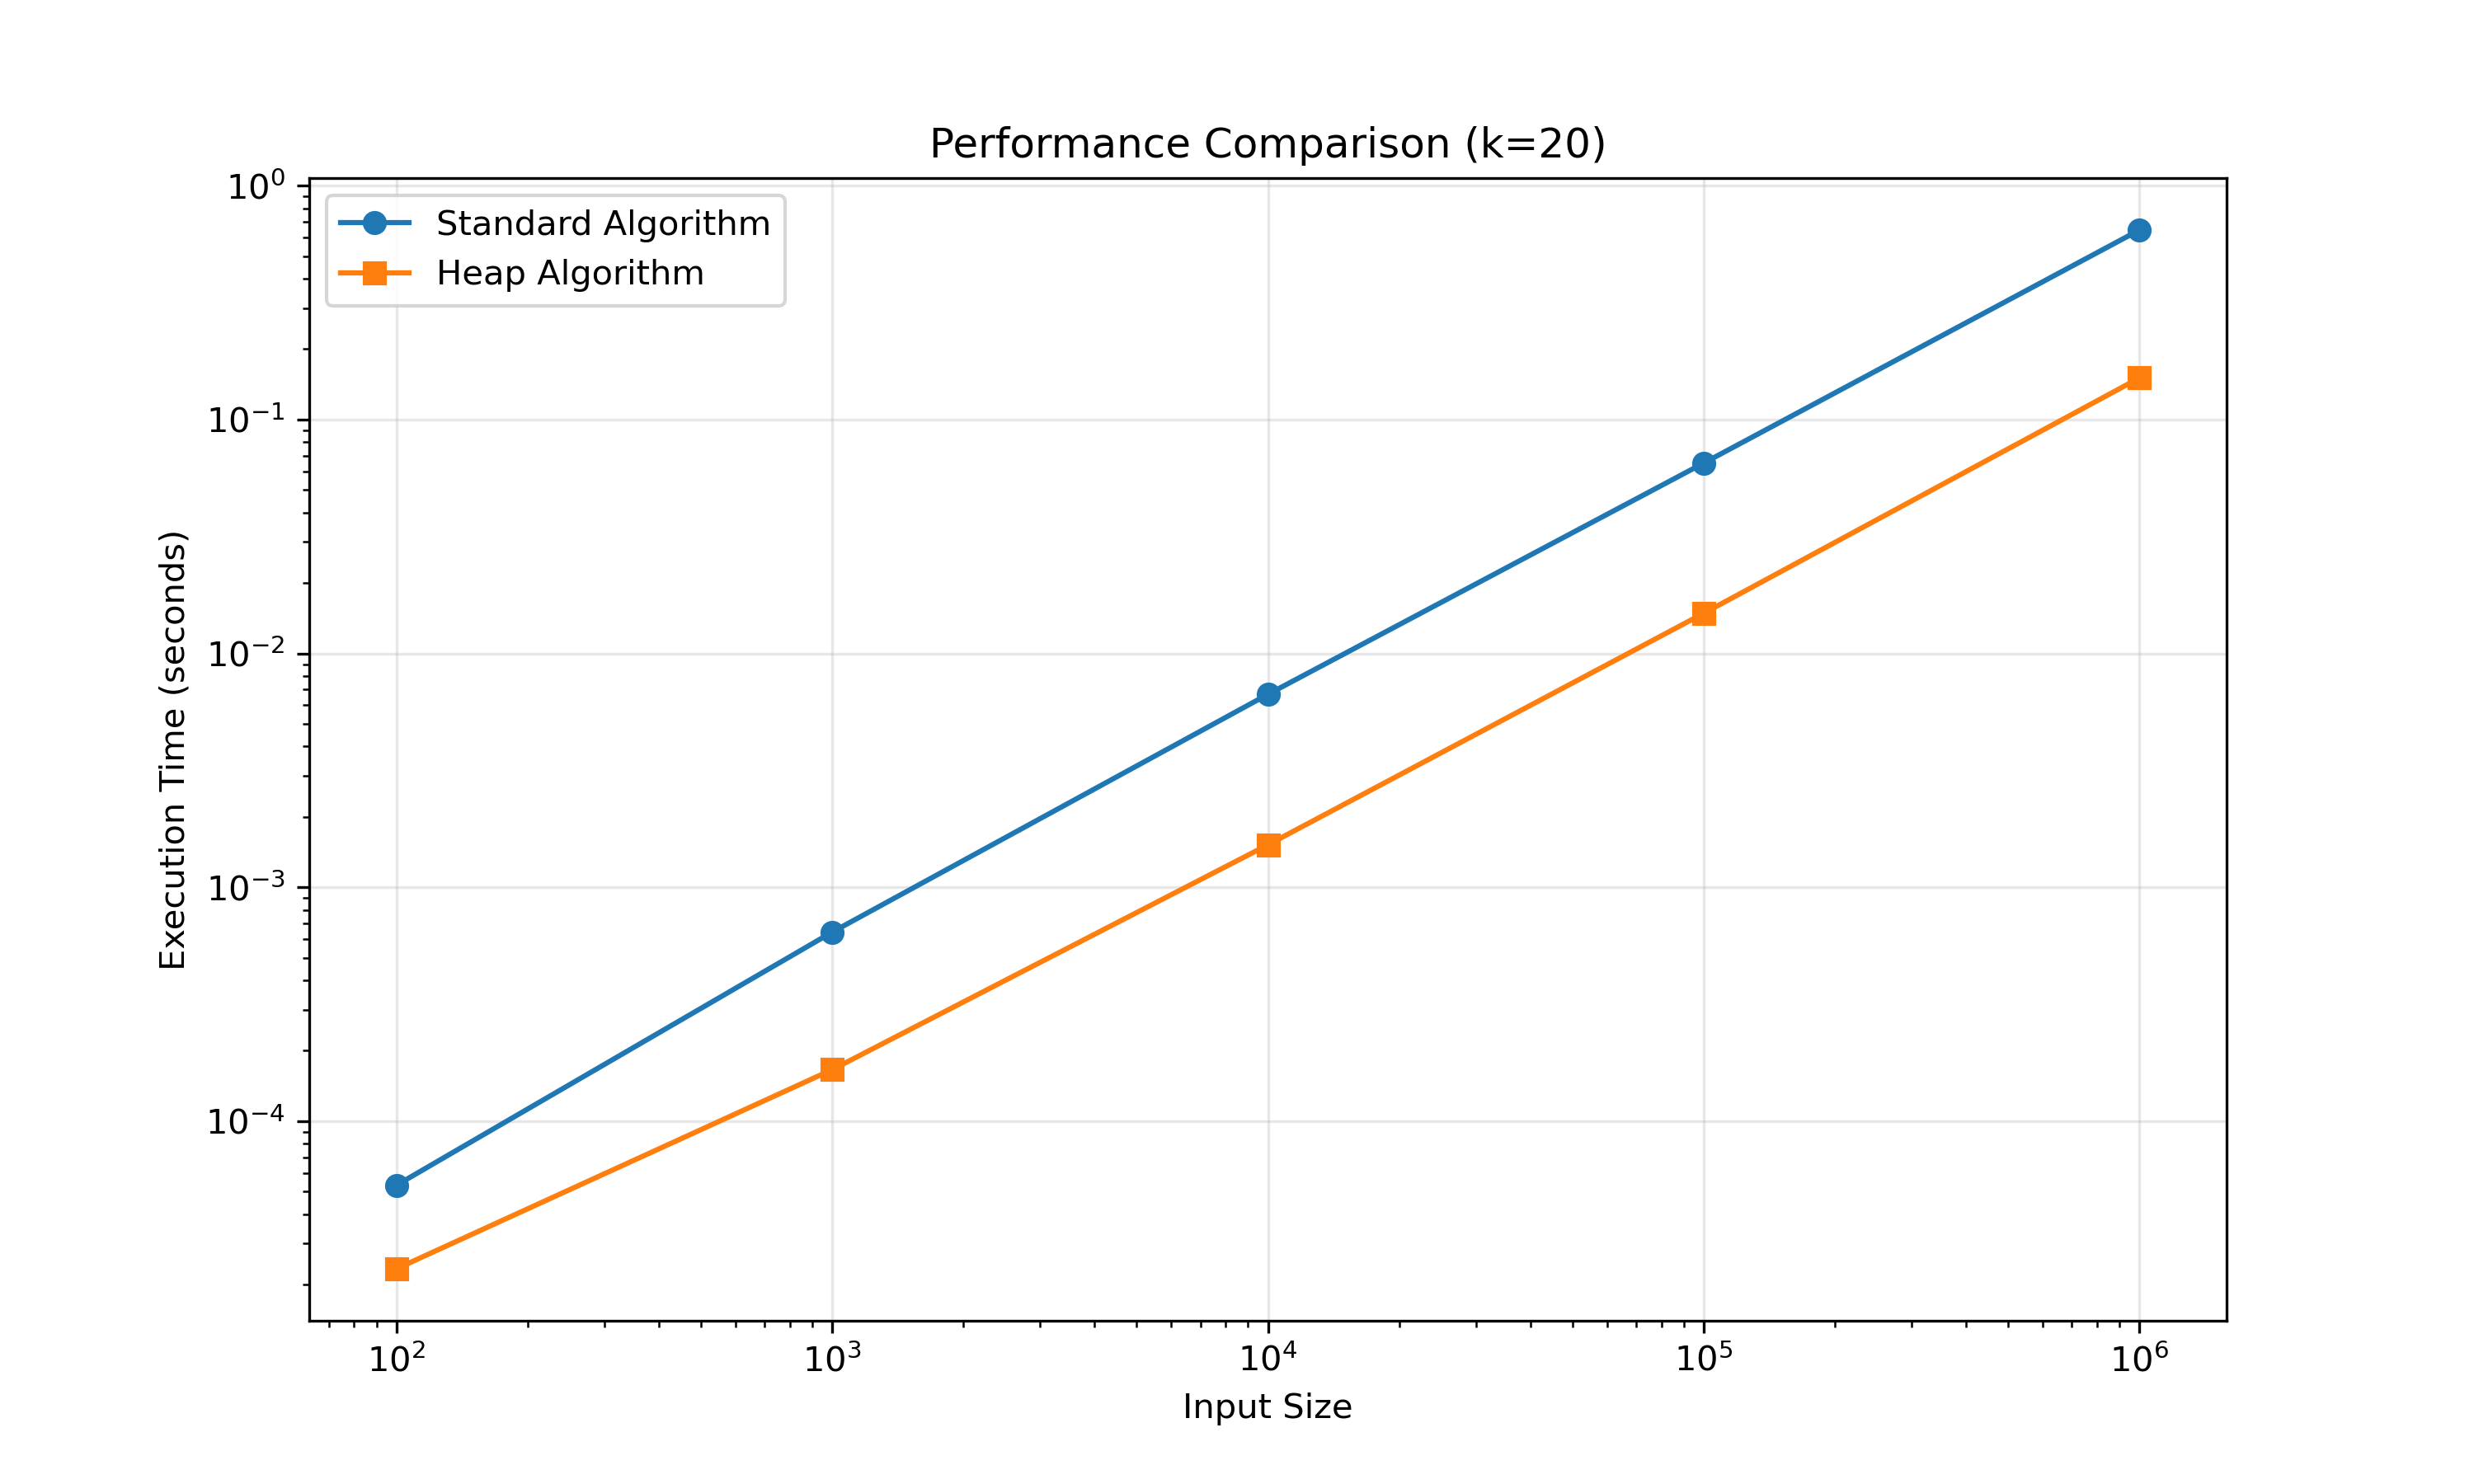 Performance Comparison (k=20)
Standard Algorithm
Heap Algorithm
Execution Time (seconds)
10⁰
10⁻¹
10⁻²
10⁻³
10⁻⁴
10²
10³
10⁴
10⁵
10⁶
Input Size